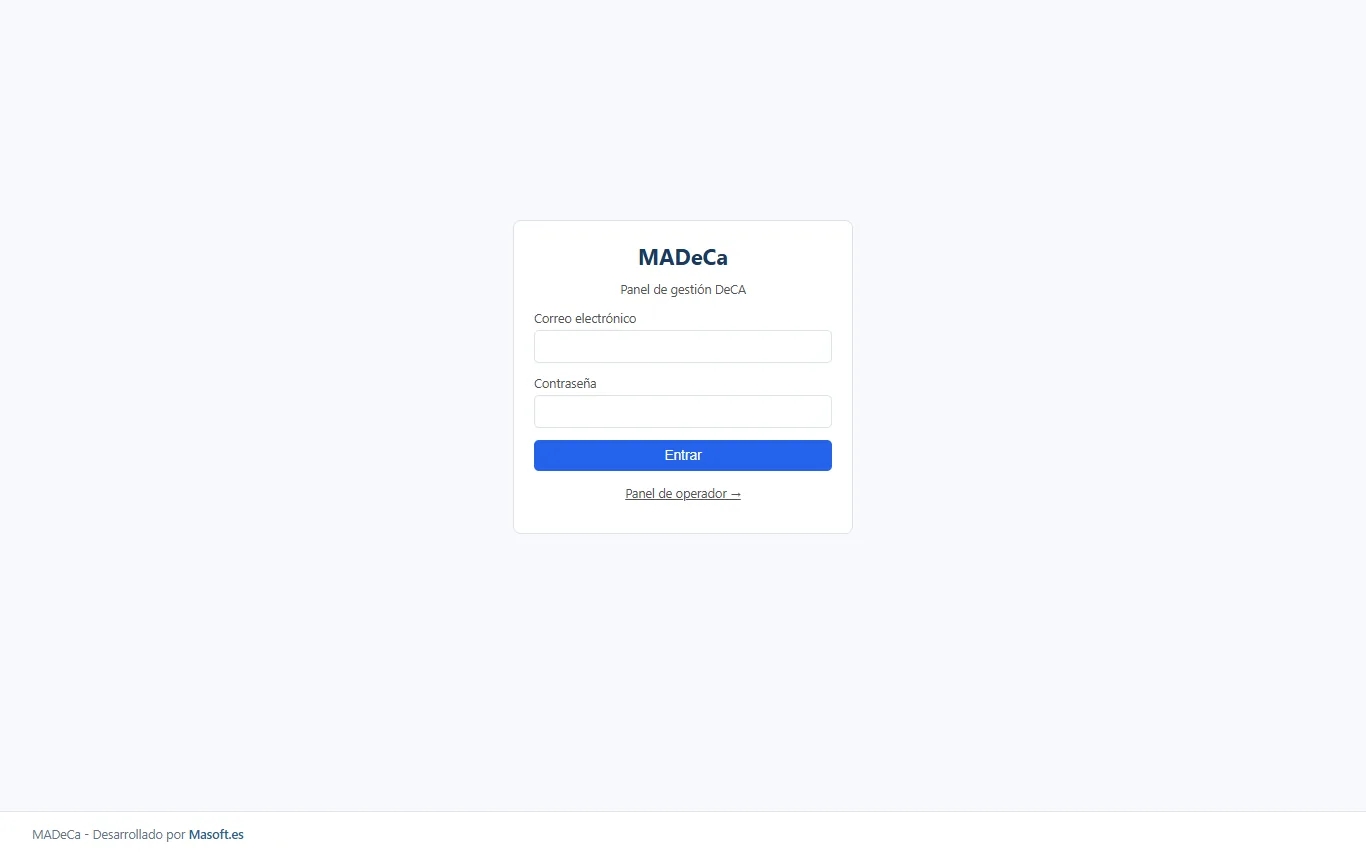 MADeCa
Panel de gestión DeCA
Correo electrónico
Contraseña
Entrar
Panel de operador →
MADeCa - Desarrollado por Masoft.es